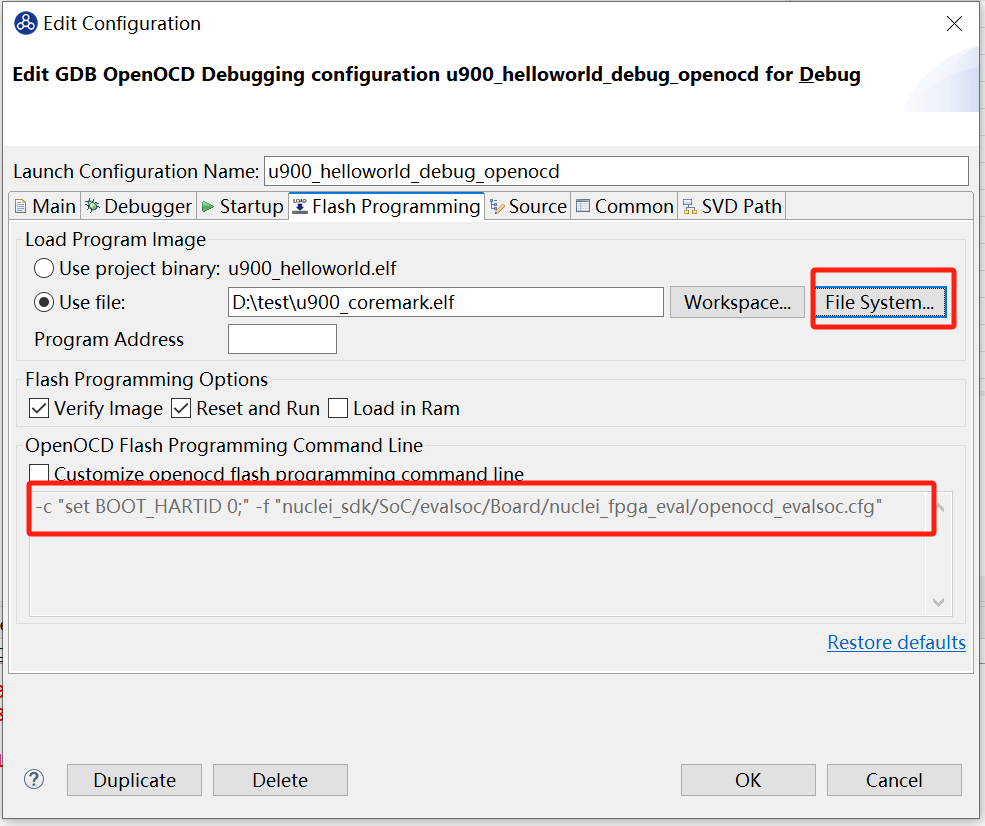 Edit Configuration
Edit GDB OpenOCD Debugging configuration u900_helloworld_debug_openocd for Debug
Launch Configuration Name: u900_helloworld_debug_openocd
Main Debugger Startup Flash Programming Source Common SVD Path
Load Program Image
Use project binary: u900_helloworld.elf
Use file: D:\test\u900_coremark.elf Workspace... File System...
Program Address
Flash Programming Options
Verify Image Reset and Run Load in Ram
OpenOCD Flash Programming Command Line
Customize openocd flash programming command line
-c "set BOOT_HARTID 0;" -f "nuclei_sdk/SoC/evalsoc/Board/nuclei_fpga_eval/openocd_evalsoc.cfg"
Restore defaults
Duplicate Delete OK Cancel